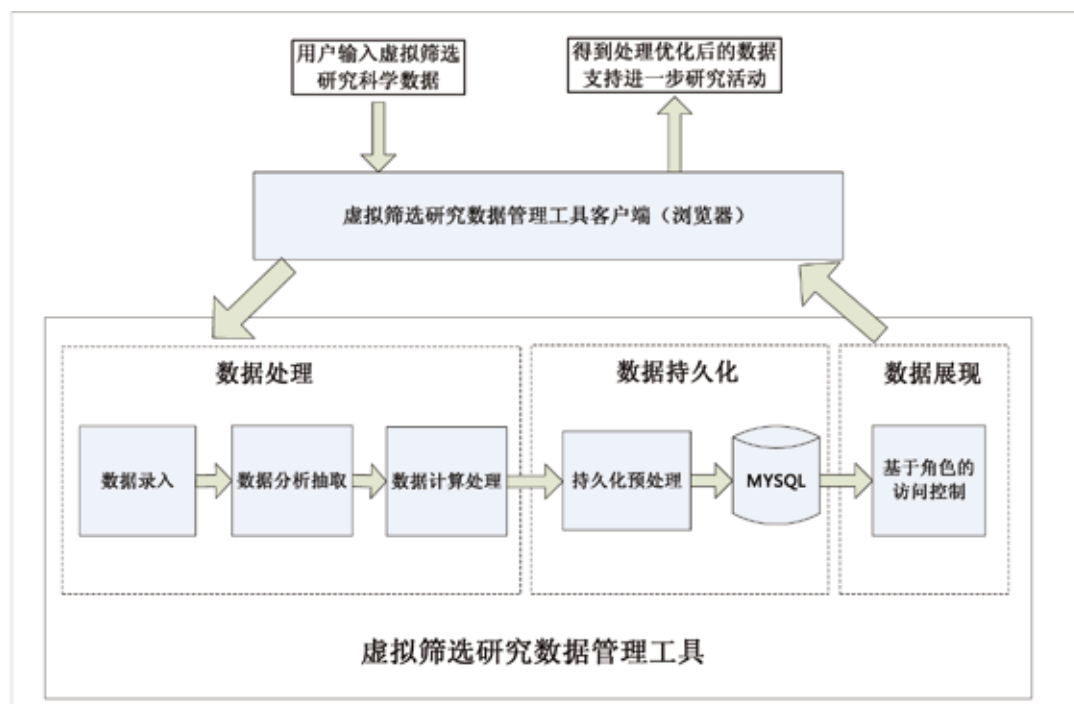 用户输入虚拟筛选
研究科学数据
得到处理优化后的数据
支持进一步研究活动
虚拟筛选研究数据管理工具客户端（浏览器）
数据处理
数据持久化
数据展现
数据录入
数据分析抽取
数据计算处理
持久化预处理
MYSQL
基于角色的
访问控制
虚拟筛选研究数据管理工具